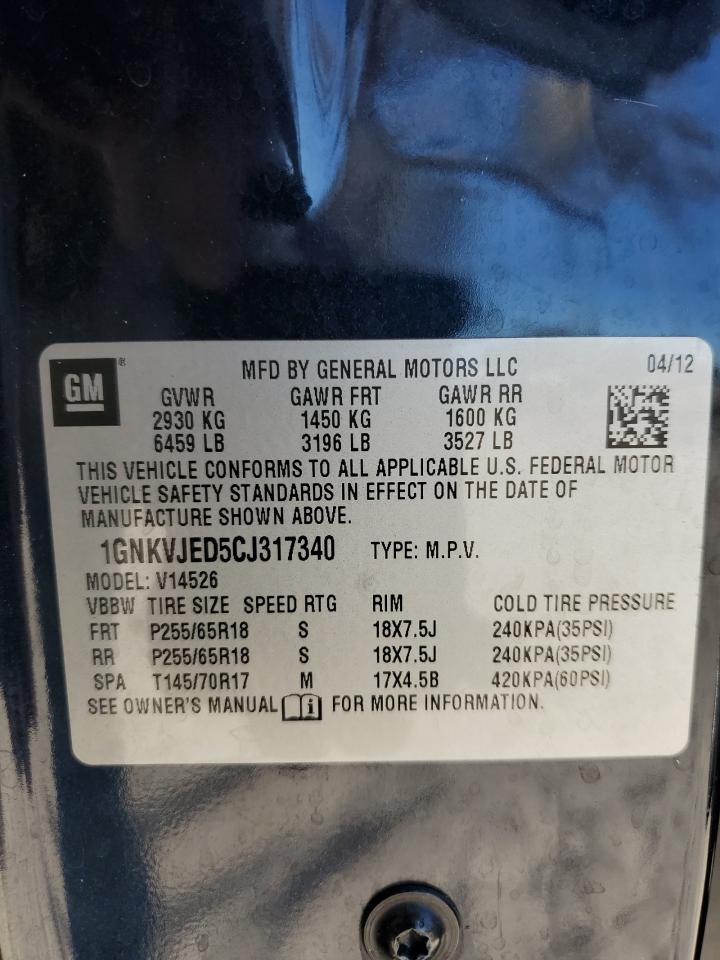 GM ® MFD BY GENERAL MOTORS LLC 04/12
GVWR GAWR FRT GAWR RR
2930 KG 1450 KG 1600 KG
6459 LB 3196 LB 3527 LB
THIS VEHICLE CONFORMS TO ALL APPLICABLE U.S. FEDERAL MOTOR
VEHICLE SAFETY STANDARDS IN EFFECT ON THE DATE OF
MANUFACTURE SHOWN ABOVE.
1GNKVJED5CJ317340 TYPE: M.P.V.
MODEL: V14526
VBBW TIRE SIZE SPEED RTG RIM COLD TIRE PRESSURE
FRT P255/65R18 S 18X7.5J 240KPA(35PSI)
RR P255/65R18 S 18X7.5J 240KPA(35PSI)
SPA T145/70R17 M 17X4.5B 420KPA(60PSI)
SEE OWNER'S MANUAL i FOR MORE INFORMATION.